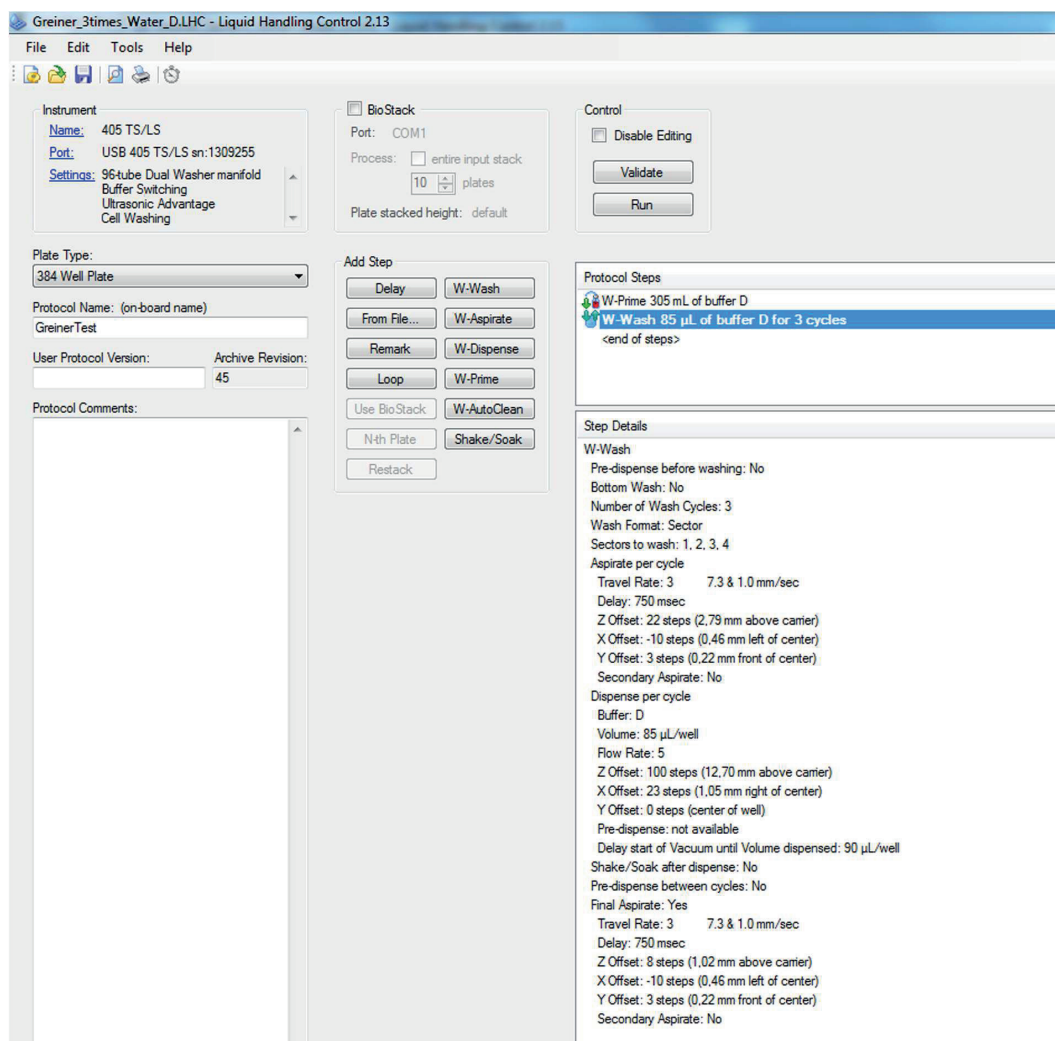 Greiner_3times_Water_D.LHC - Liquid Handling Control 2.13
File Edit Tools Help
Instrument
Name: 405 TS/LS
Port: USB 405 TS/LS sn:1309255
Settings: 96-tube Dual Washer manifold
Buffer Switching
Ultrasonic Advantage
Cell Washing
BioStack
Port: COM1
Process: entire input stack
10 plates
Plate stacked height: default
Control
Disable Editing
Validate
Run
Plate Type:
384 Well Plate
Protocol Name: (on-board name)
GreinerTest
User Protocol Version: Archive Revision:
45
Protocol Comments:
Add Step
Delay W-Wash
From File... W-Aspirate
Remark W-Dispense
Loop W-Prime
Use BioStack W-AutoClean
N-th Plate Shake/Soak
Restack
Protocol Steps
W-Prime 305 mL of buffer D
W-Wash 85 µL of buffer D for 3 cycles
<end of steps>
Step Details
W-Wash
Pre-dispense before washing: No
Bottom Wash: No
Number of Wash Cycles: 3
Wash Format: Sector
Sectors to wash: 1, 2, 3, 4
Aspirate per cycle
Travel Rate: 3 7.3 & 1.0 mm/sec
Delay: 750 msec
Z Offset: 22 steps (2,79 mm above carrier)
X Offset: -10 steps (0,46 mm left of center)
Y Offset: 3 steps (0,22 mm front of center)
Secondary Aspirate: No
Dispense per cycle
Buffer: D
Volume: 85 µL/well
Flow Rate: 5
Z Offset: 100 steps (12,70 mm above carrier)
X Offset: 23 steps (1,05 mm right of center)
Y Offset: 0 steps (center of well)
Pre-dispense: not available
Delay start of Vacuum until Volume dispensed: 90 µL/well
Shake/Soak after dispense: No
Pre-dispense between cycles: No
Final Aspirate: Yes
Travel Rate: 3 7.3 & 1.0 mm/sec
Delay: 750 msec
Z Offset: 8 steps (1,02 mm above carrier)
X Offset: -10 steps (0,46 mm left of center)
Y Offset: 3 steps (0,22 mm front of center)
Secondary Aspirate: No